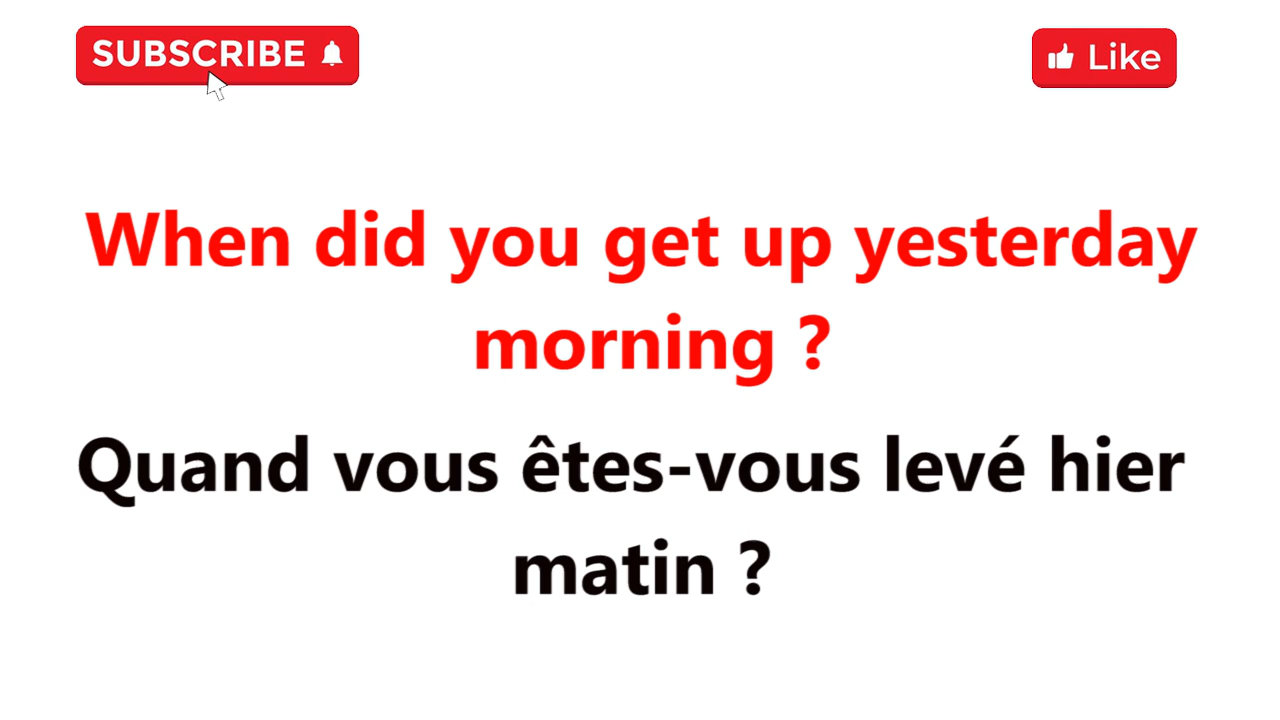 SUBSCRIBE
Like
When did you get up yesterday
morning ?
Quand vous êtes-vous levé hier
matin ?